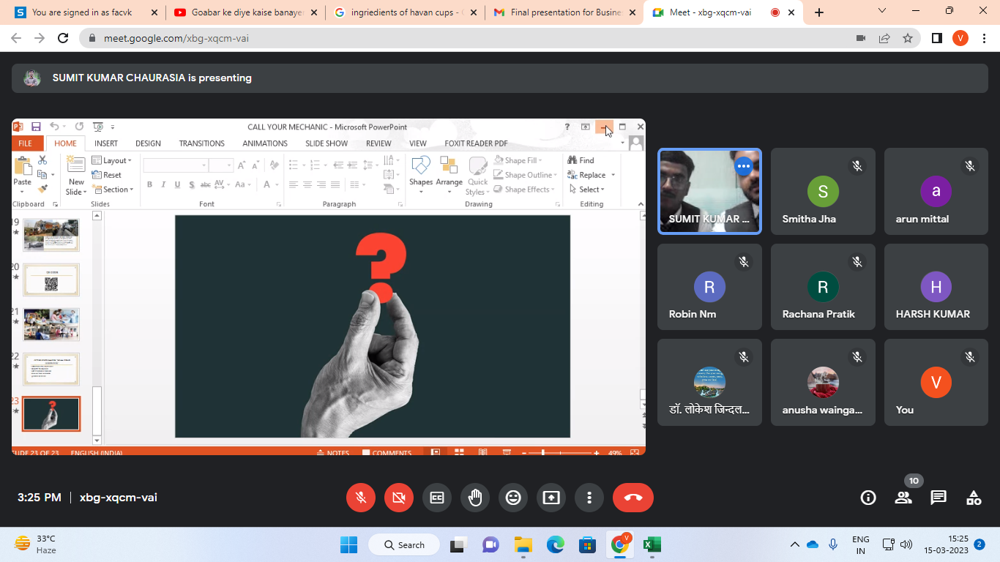 You are signed in as facvk
Goabar ke diye kaise banaye
ingriedients of havan cups - G
Final presentation for Busine
Meet - xbg-xqcm-vai
meet.google.com/xbg-xqcm-vai
V
SUMIT KUMAR CHAURASIA is presenting
CALL YOUR MECHANIC - Microsoft PowerPoint
FILE HOME INSERT DESIGN TRANSITIONS ANIMATIONS SLIDE SHOW REVIEW VIEW FOXIT READER PDF
Paste
New
Slide
Layout
Reset
Section
B I U S abc AV Aa A
Shapes
Arrange
Quick
Styles
Shape Fill
Shape Outline
Shape Effects
Find
Replace
Select
Clipboard Slides Font Paragraph Drawing Editing
19
20
21
22
23
?
SLIDE 23 OF 23 ENGLISH (INDIA) NOTES COMMENTS 49%
SUMIT KUMAR ...
S
Smitha Jha
a
arun mittal
R
Robin Nm
R
Rachana Pratik
H
HARSH KUMAR
डॉ. लोकेश जिन्दल...
anusha wainga...
V
You
3:25 PM | xbg-xqcm-vai
10
33°C
Haze
Search
V
ENG
IN
15:25
15-03-2023
2